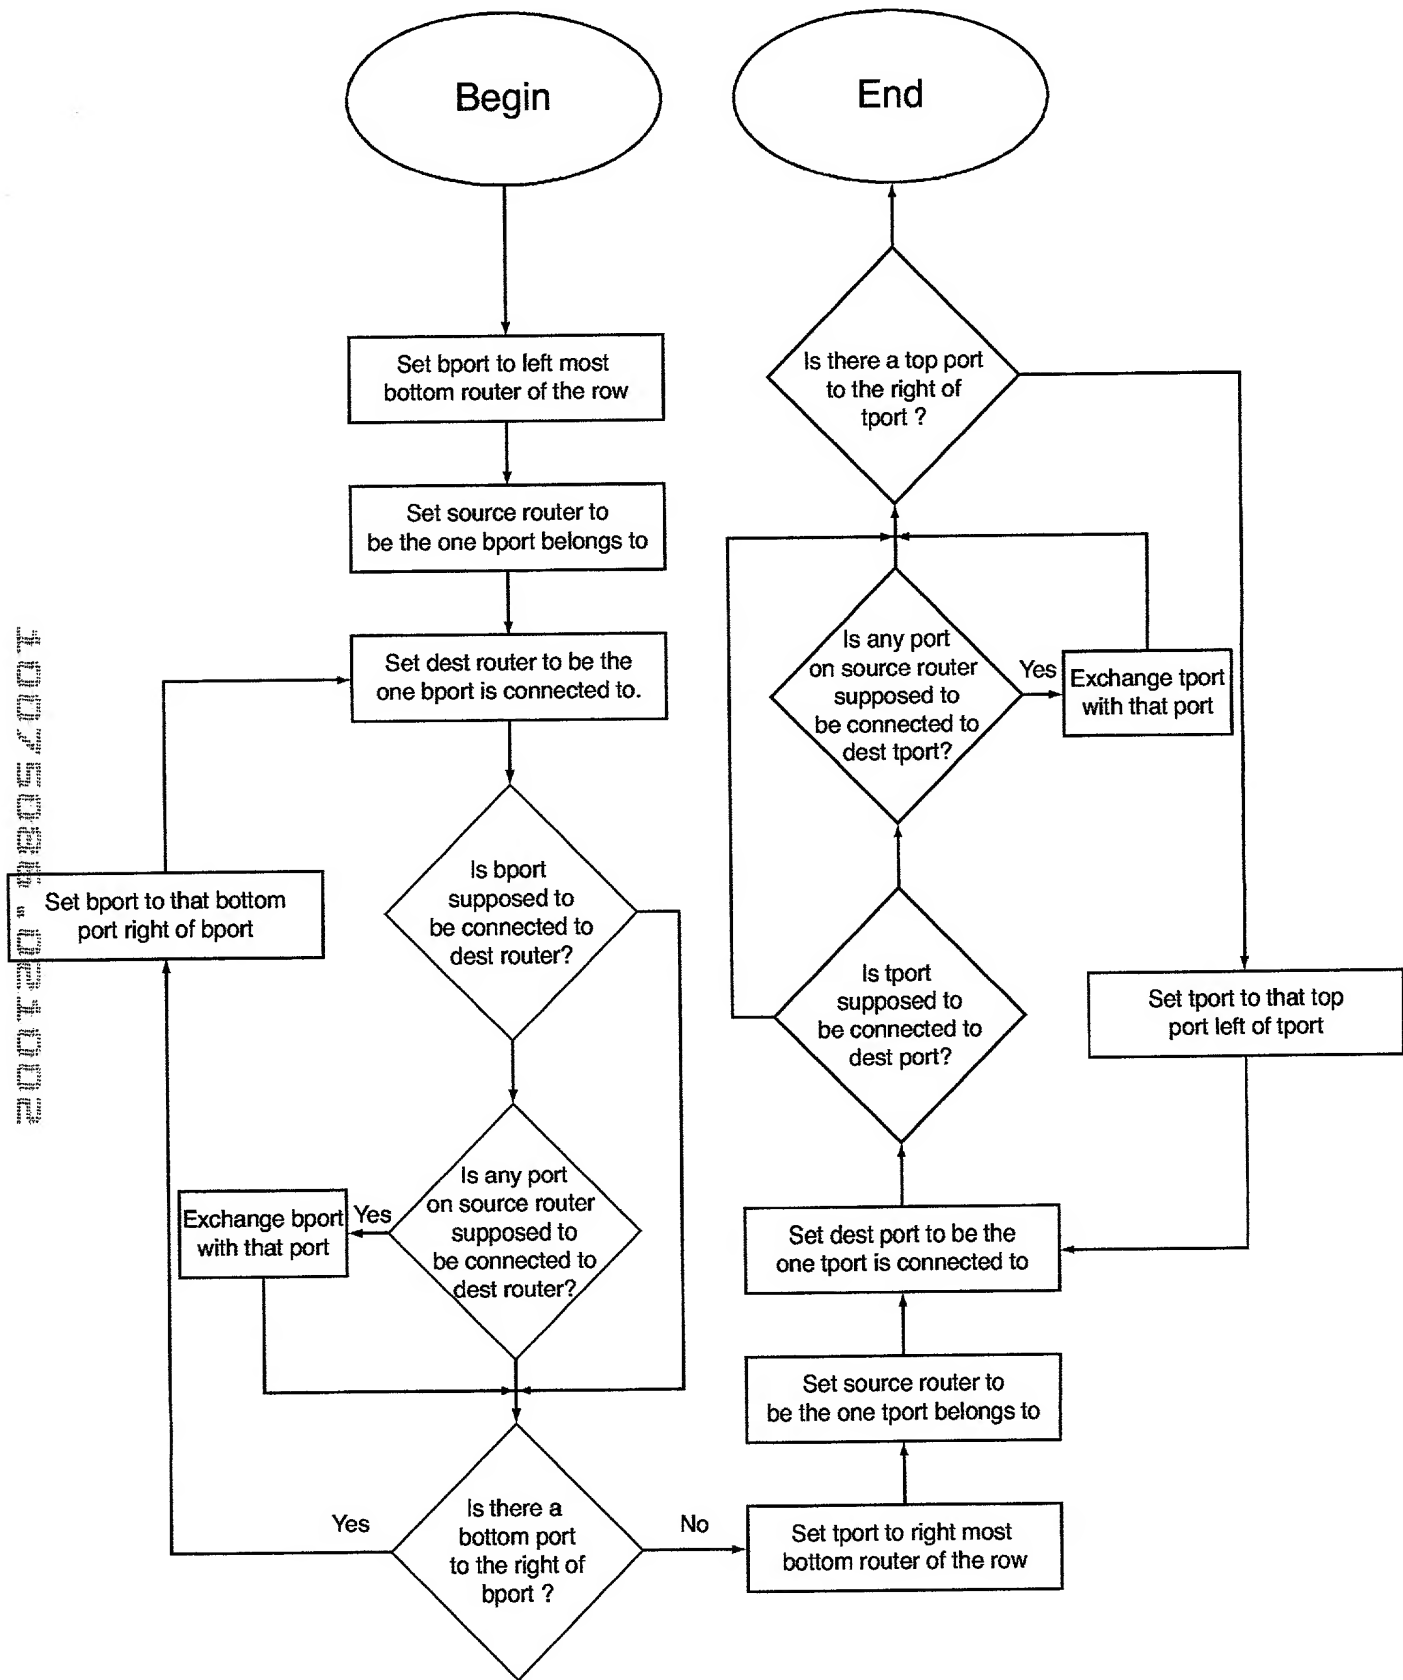 Begin
Set bport to left most
bottom router of the row
Set source router to
be the one bport belongs to
Set dest router to be the
one bport is connected to.
Is bport
supposed to
be connected to
dest router?
Set bport to that bottom
port right of bport
Is any port
on source router
supposed to
be connected to
dest router?
Yes
Exchange bport
with that port
Is there a
bottom port
to the right of
bport ?
Yes
No
Set tport to right most
bottom router of the row
Set source router to
be the one tport belongs to
Set dest port to be the
one tport is connected to
Is tport
supposed to
be connected to
dest port?
Is any port
on source router
supposed to
be connected to
dest tport?
Yes
Exchange tport
with that port
Is there a top port
to the right of
tport ?
Set tport to that top
port left of tport
End